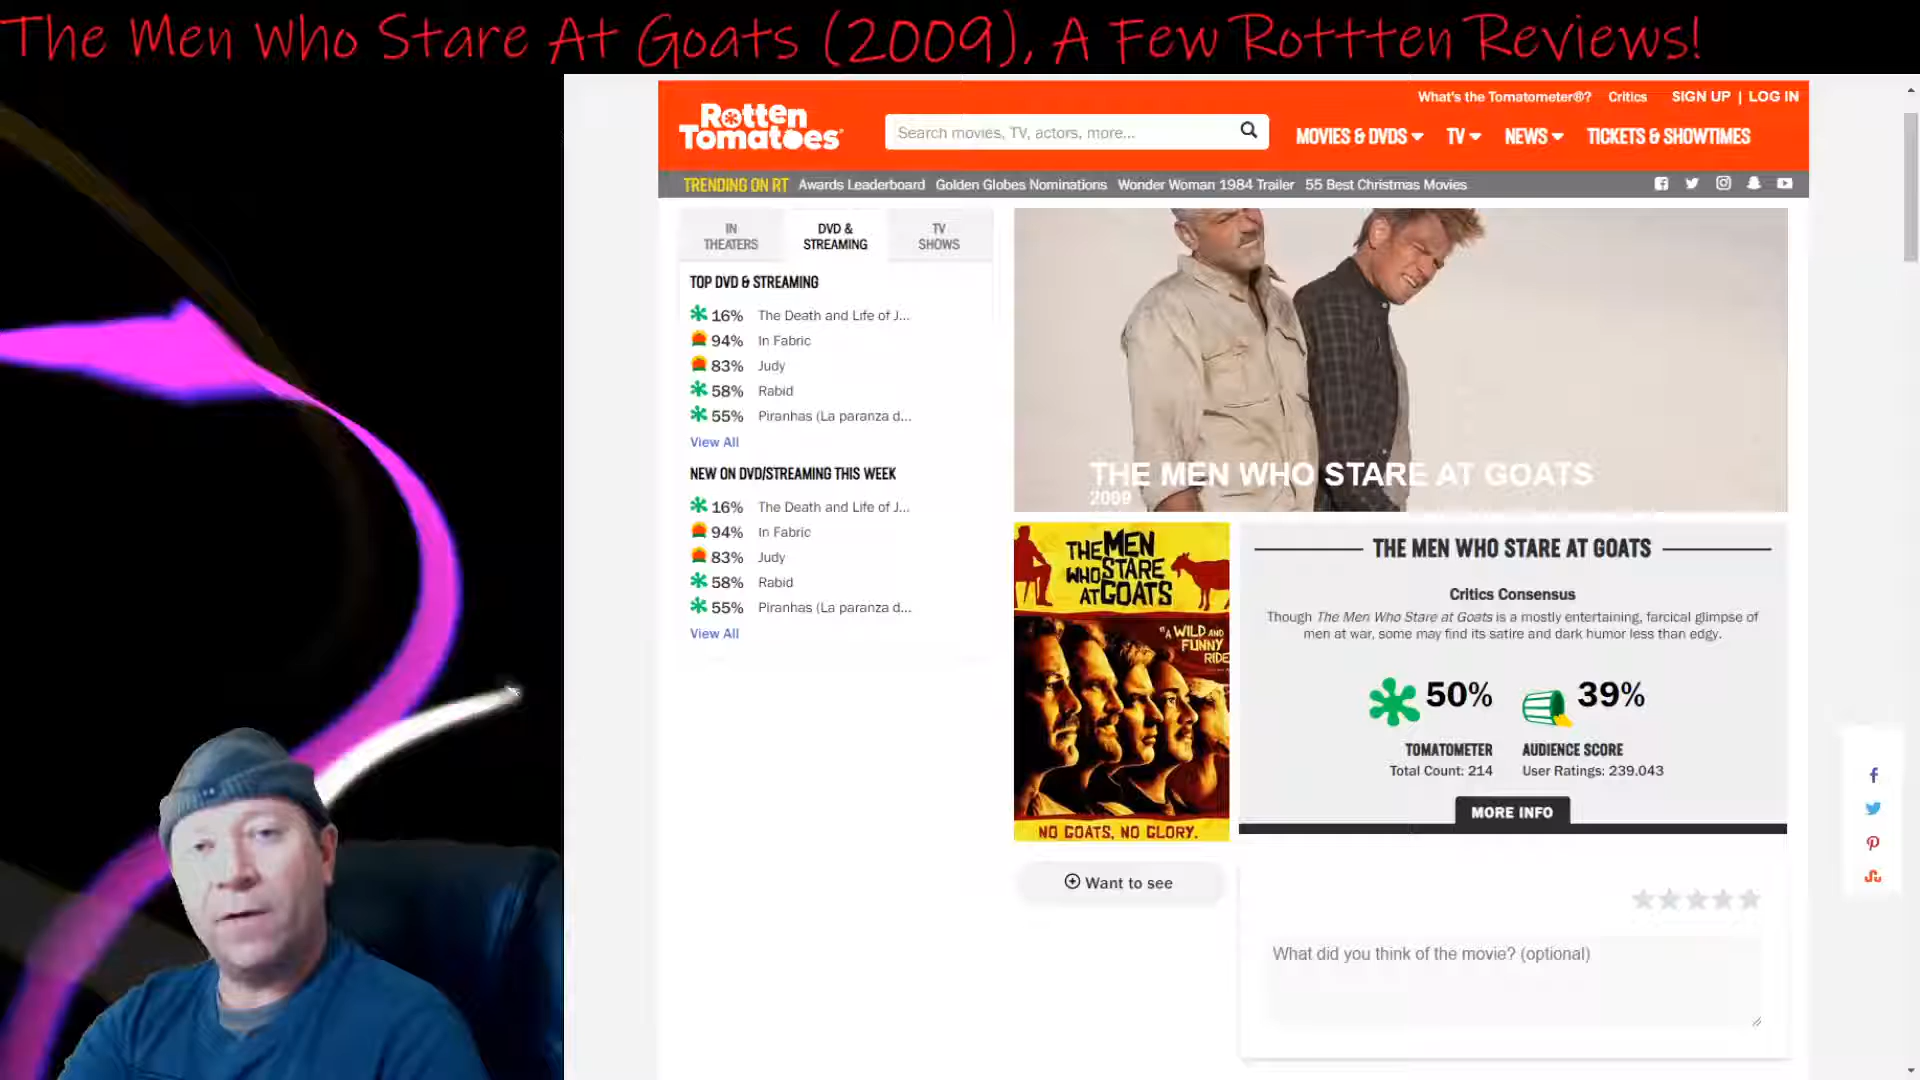 The Men Who Stare At Goats (2009), A Few Rottten Reviews!
What's the Tomatometer®? Critics SIGN UP | LOG IN
Rotten
Tomatoes
Search movies, TV, actors, more...
MOVIES & DVDS TV NEWS TICKETS & SHOWTIMES
TRENDING ON RT Awards Leaderboard Golden Globes Nominations Wonder Woman 1984 Trailer 55 Best Christmas Movies
IN
THEATERS
DVD &
STREAMING
TV
SHOWS
TOP DVD & STREAMING
16% The Death and Life of J...
94% In Fabric
83% Judy
58% Rabid
55% Piranhas (La paranza d...
View All
NEW ON DVD/STREAMING THIS WEEK
16% The Death and Life of J...
94% In Fabric
83% Judy
58% Rabid
55% Piranhas (La paranza d...
View All
THE MEN WHO STARE AT GOATS
2009
THE MEN
WHO STARE
AT GOATS
"A WILD AND
FUNNY
RIDE
NO GOATS, NO GLORY.
Want to see
THE MEN WHO STARE AT GOATS
Critics Consensus
Though The Men Who Stare at Goats is a mostly entertaining, farcical glimpse of
men at war, some may find its satire and dark humor less than edgy.
50% 39%
TOMATOMETER AUDIENCE SCORE
Total Count: 214 User Ratings: 239.043
MORE INFO
What did you think of the movie? (optional)